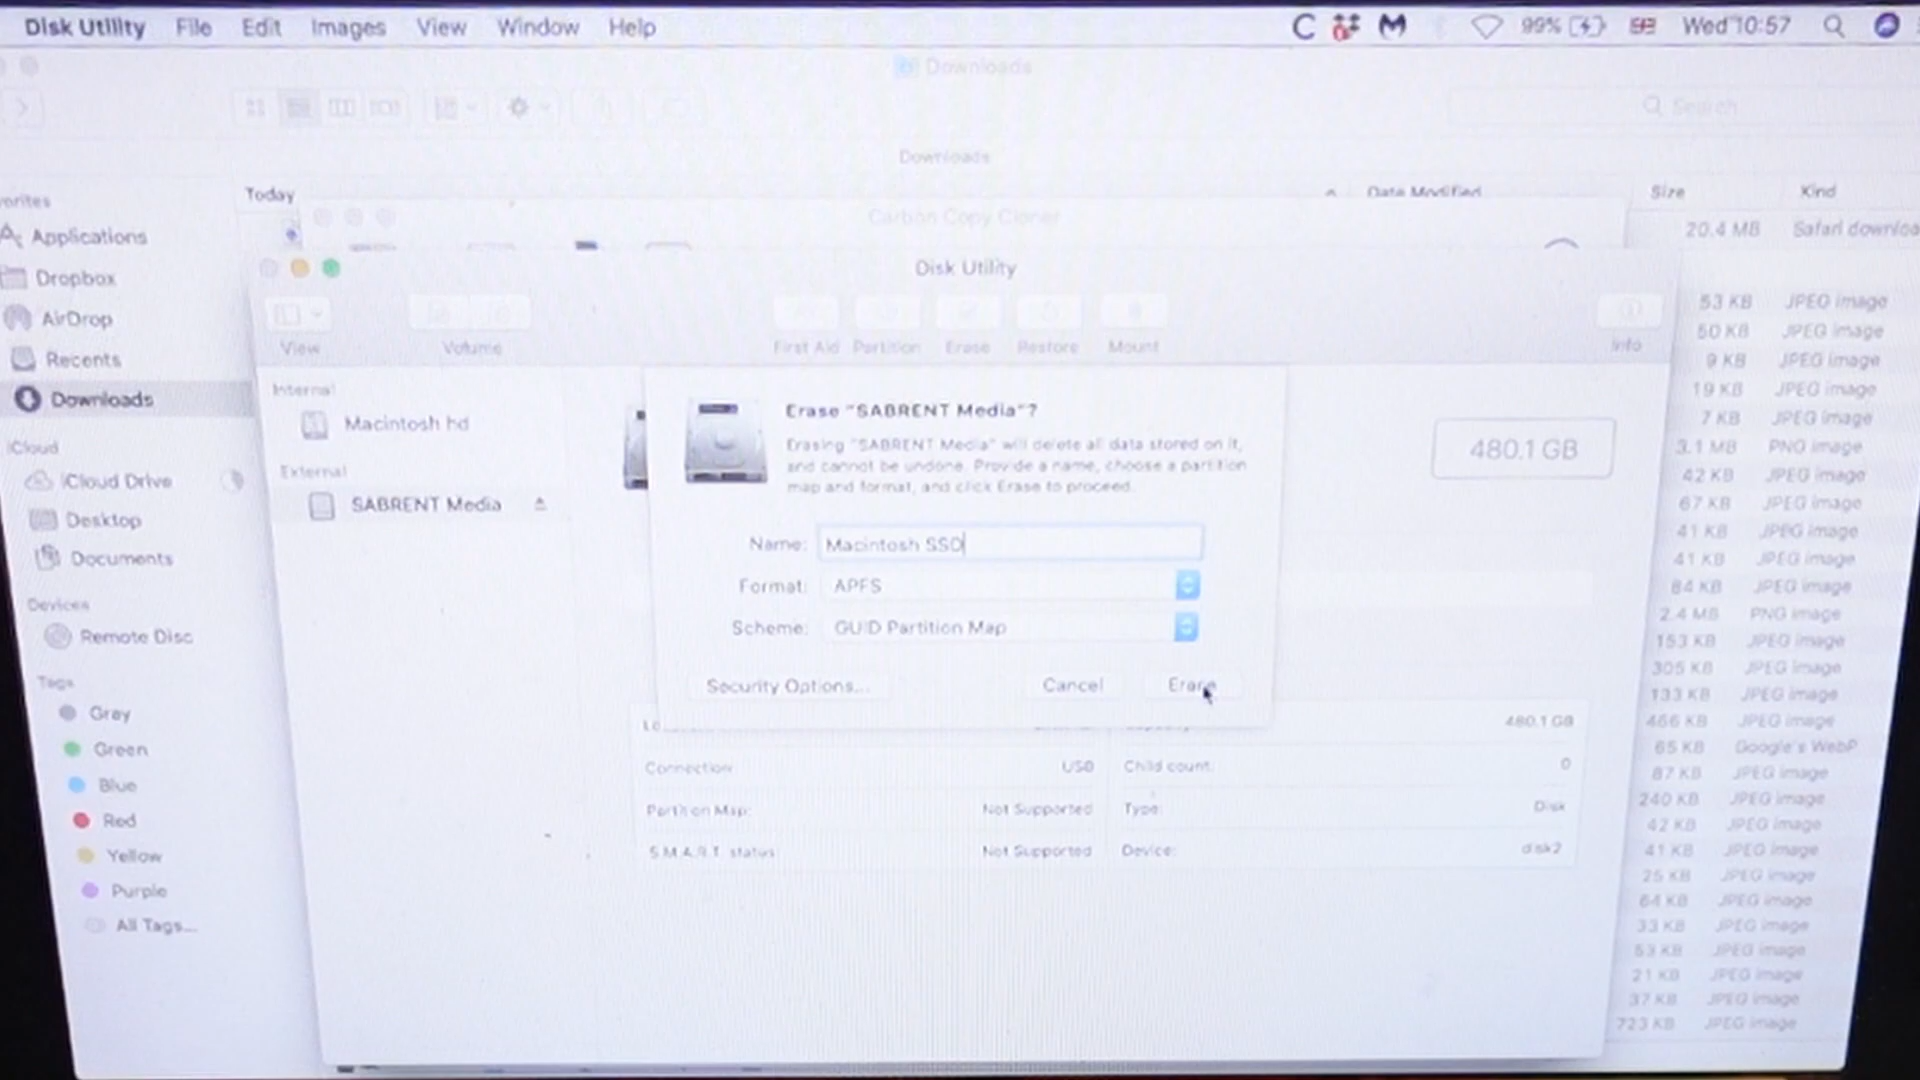 Disk Utility File Edit Images View Window Help 99% Wed 10:57
Downloads
Search
Downloads
Today Date Modified Size Kind
20.4 MB Safari downloa
Carbon Copy Cloner
Disk Utility
View Volume First Aid Partition Erase Restore Mount Info
vorites
Applications
Dropbox
AirDrop
Recents
Downloads
iCloud
iCloud Drive
Desktop
Documents
Devices
Remote Disc
Tags
Grey
Green
Blue
Red
Yellow
Purple
All Tags...
Internal
Macintosh hd
External
SABRENT Media
480.1 GB
Erase "SABRENT Media"?
Erasing "SABRENT Media" will delete all data stored on it,
and cannot be undone. Provide a name, choose a partition
map and format, and click Erase to proceed.
Name: Macintosh SSD
Format: APFS
Scheme: GUID Partition Map
Security Options... Cancel Erase
480.1 GB
Connection: USB Child count: 0
Partition Map: Not Supported Type: Disk
S.M.A.R.T. status: Not Supported Device: disk2
53 KB JPEG image
50 KB JPEG image
9 KB JPEG image
19 KB JPEG image
7 KB JPEG image
3.1 MB PNG image
42 KB JPEG image
67 KB JPEG image
41 KB JPEG image
41 KB JPEG image
84 KB JPEG image
2.4 MB PNG image
153 KB JPEG image
305 KB JPEG image
133 KB JPEG image
466 KB JPEG image
65 KB Google's WebP
87 KB JPEG image
240 KB JPEG image
42 KB JPEG image
41 KB JPEG image
25 KB JPEG image
64 KB JPEG image
33 KB JPEG image
53 KB JPEG image
21 KB JPEG image
37 KB JPEG image
723 KB JPEG image